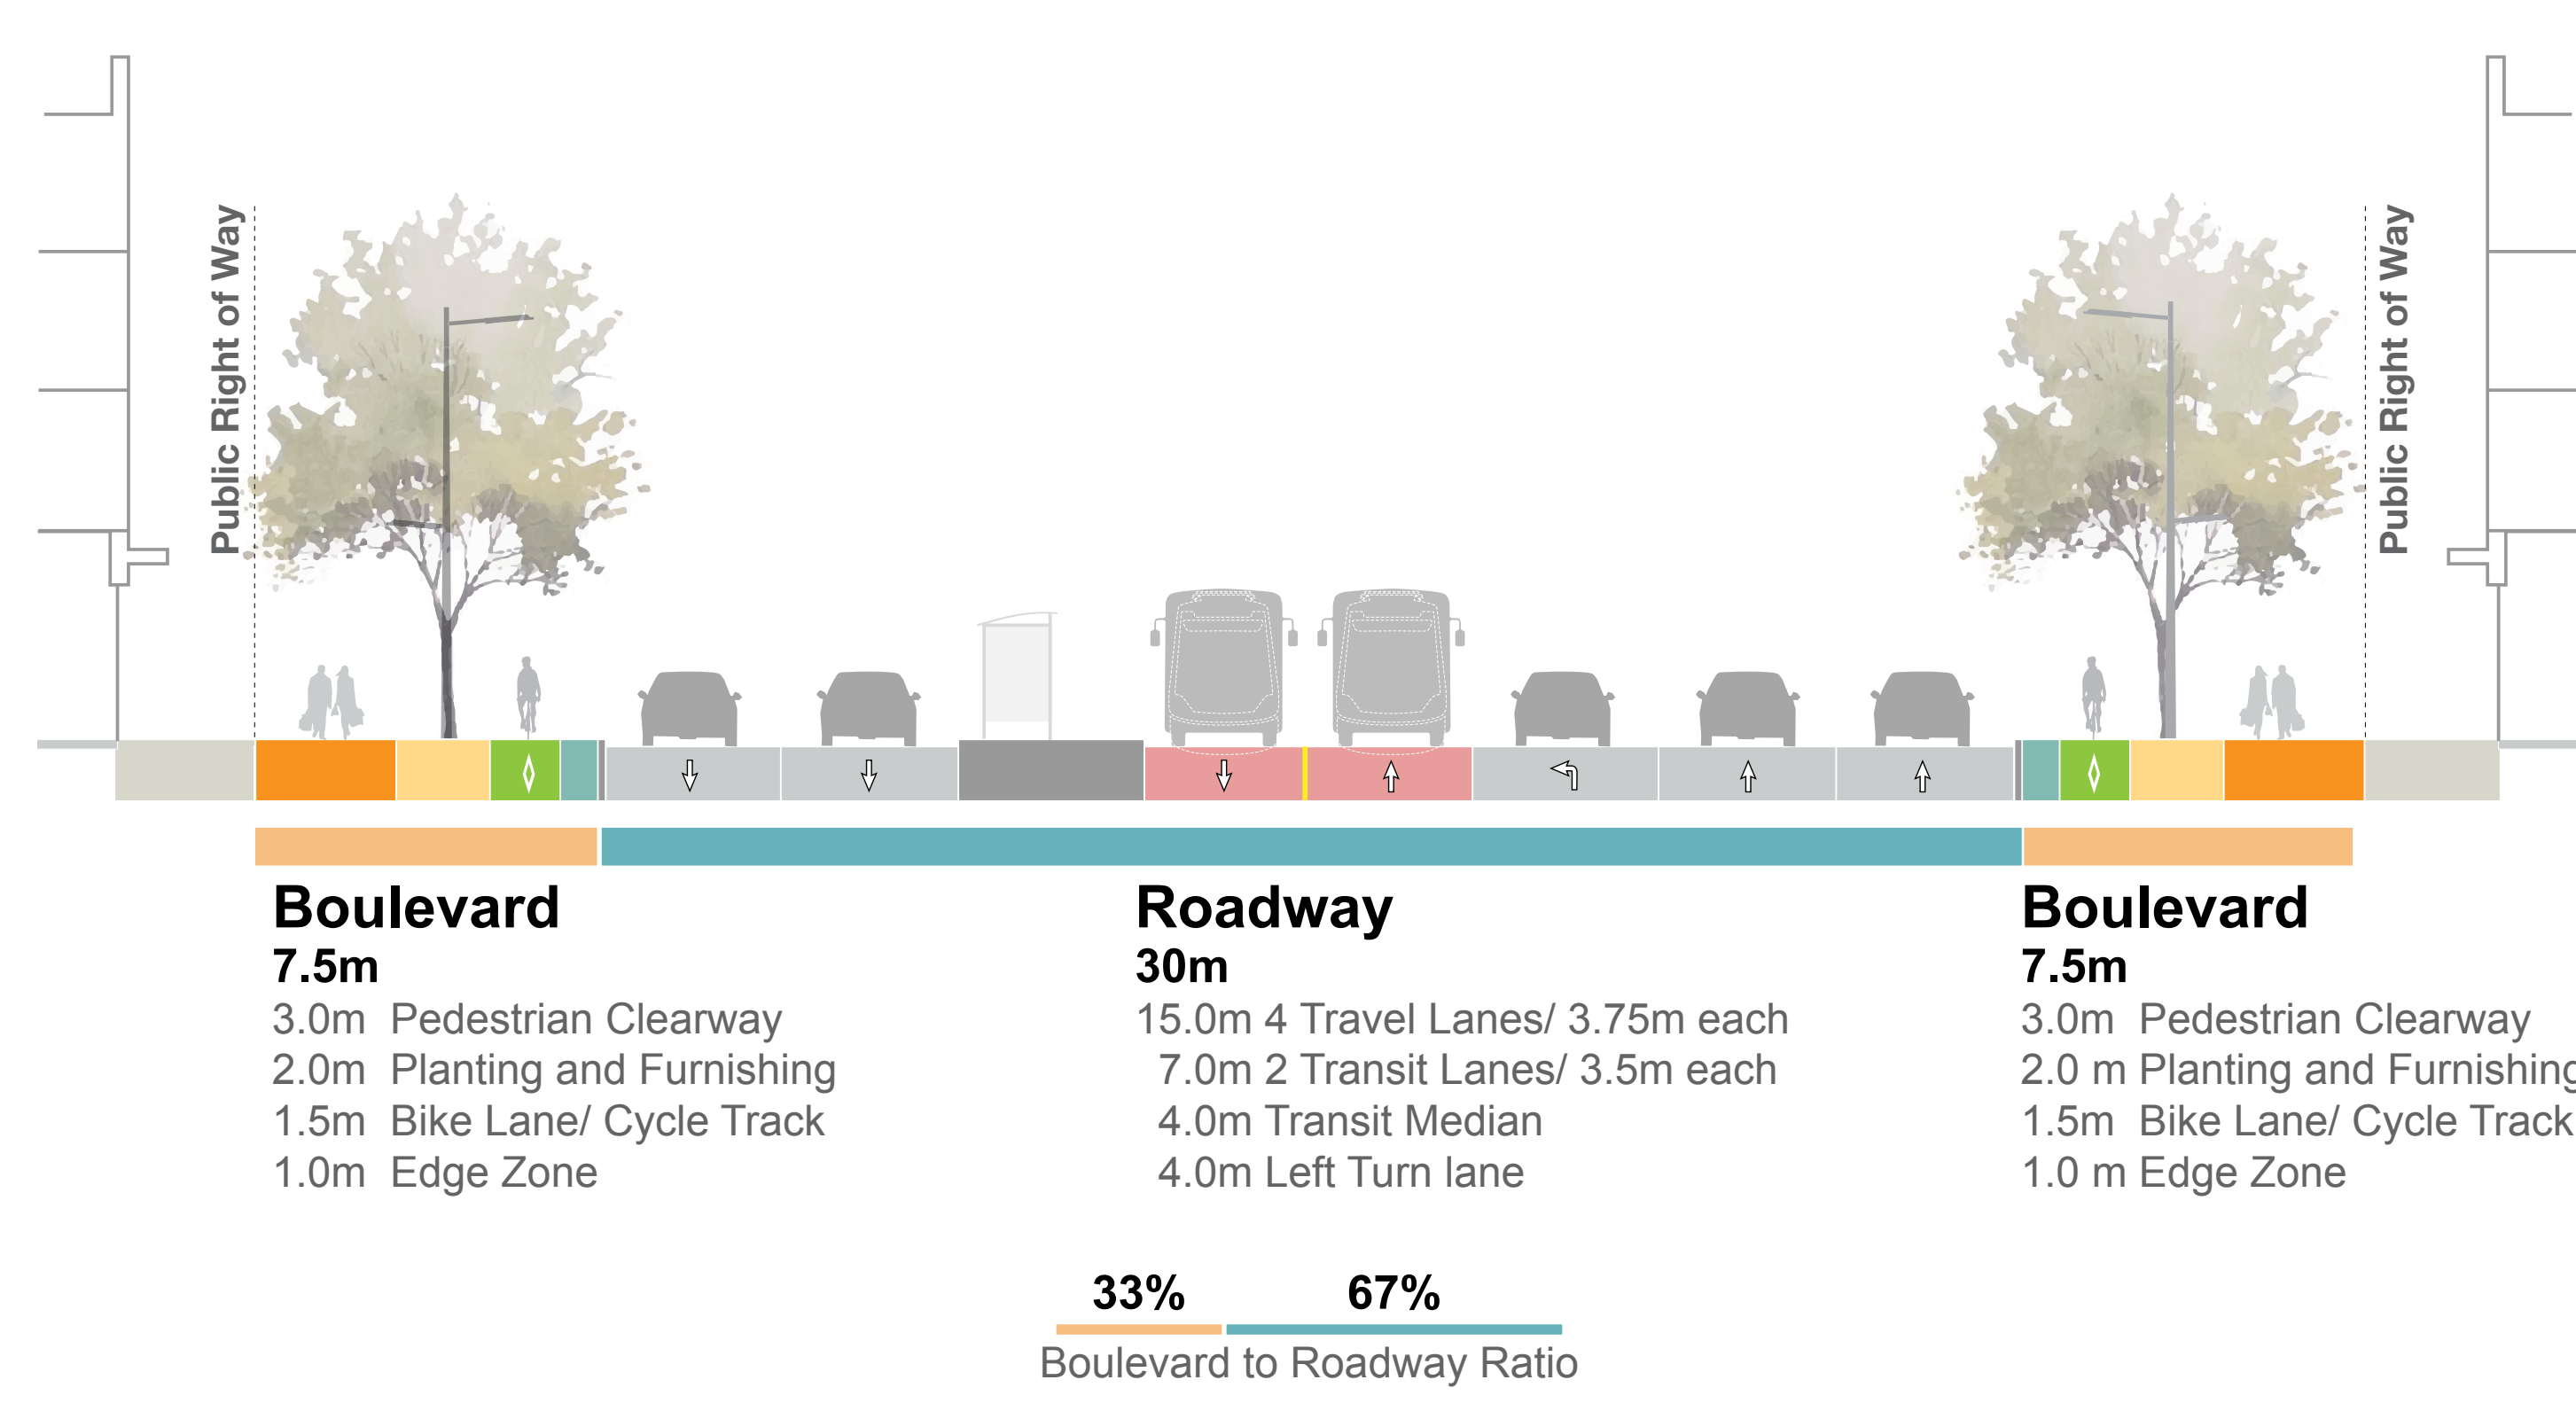 Public Right of Way
Public Right of Way
Boulevard
7.5m
3.0m Pedestrian Clearway
2.0m Planting and Furnishing
1.5m Bike Lane/ Cycle Track
1.0m Edge Zone
Roadway
30m
15.0m 4 Travel Lanes/ 3.75m each
7.0m 2 Transit Lanes/ 3.5m each
4.0m Transit Median
4.0m Left Turn lane
Boulevard
7.5m
3.0m Pedestrian Clearway
2.0 m Planting and Furnishing
1.5m Bike Lane/ Cycle Track
1.0 m Edge Zone
33% 67%
Boulevard to Roadway Ratio